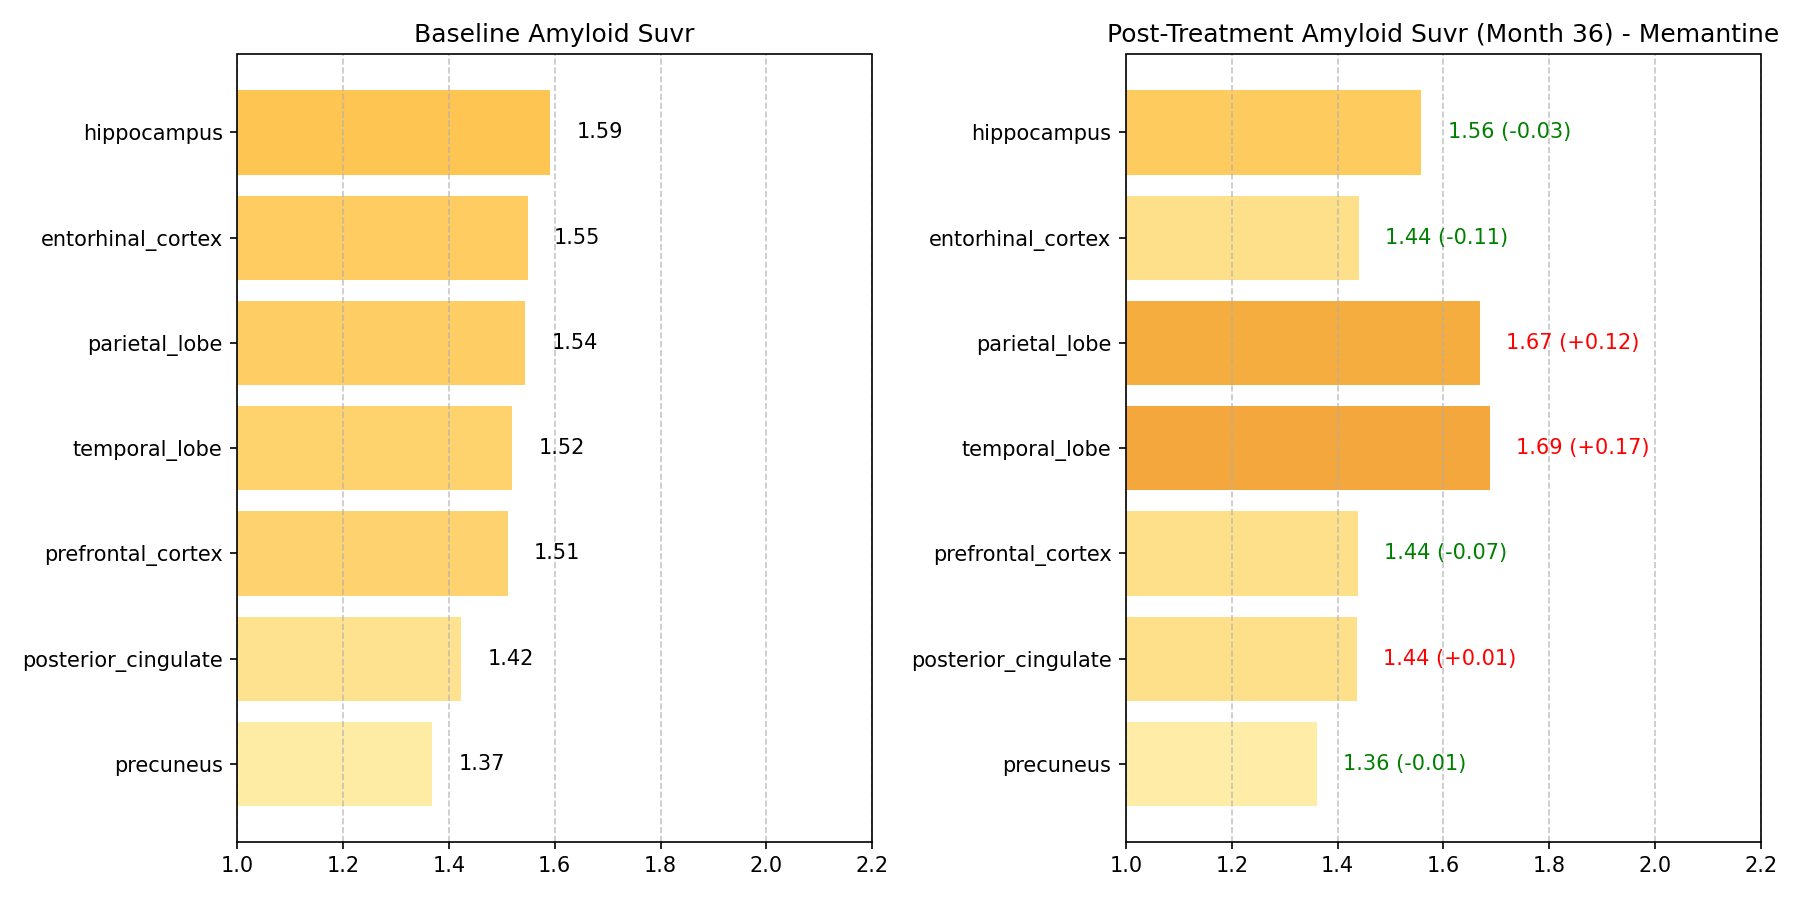 Baseline Amyloid Suvr
hippocampus
1.59
entorhinal_cortex
1.55
parietal_lobe
1.54
temporal_lobe
1.52
prefrontal_cortex
1.51
posterior_cingulate
1.42
precuneus
1.37
1.0 1.2 1.4 1.6 1.8 2.0 2.2
Post-Treatment Amyloid Suvr (Month 36) - Memantine
hippocampus
1.56 (-0.03)
entorhinal_cortex
1.44 (-0.11)
parietal_lobe
1.67 (+0.12)
temporal_lobe
1.69 (+0.17)
prefrontal_cortex
1.44 (-0.07)
posterior_cingulate
1.44 (+0.01)
precuneus
1.36 (-0.01)
1.0 1.2 1.4 1.6 1.8 2.0 2.2